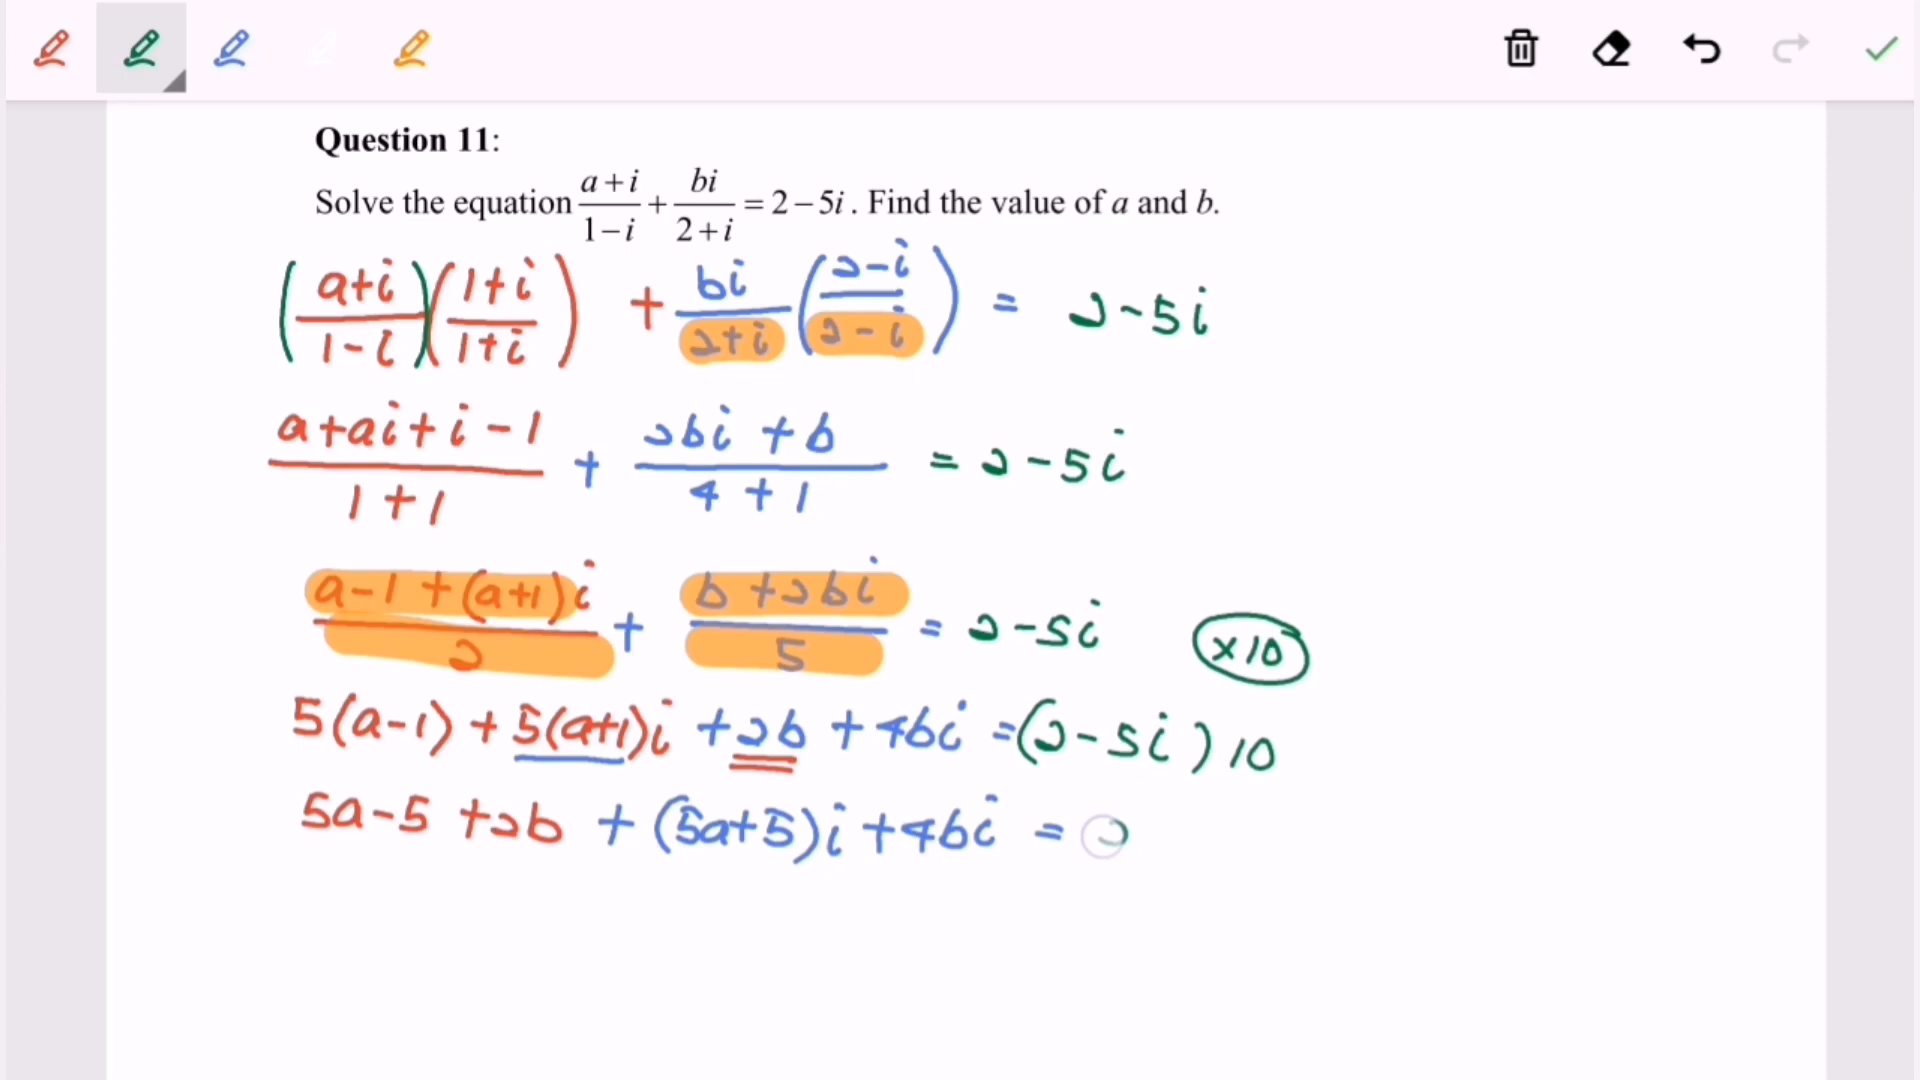 Question 11:
Solve the equation (a+i)/(1−i) + bi/(2+i) = 2−5i. Find the value of a and b.
((a+i)/(1-i))((1+i)/(1+i)) + bi/(2+i) ((2-i)/(2-i)) = 2-5i
(a+ai+i-1)/(1+1) + (2bi+b)/(4+1) = 2-5i
(a-1+(a+1)i)/2 + (b+2bi)/5 = 2-5i ×10
5(a-1)+5(a+1)i+2b+4bi=(2-5i)10
5a-5+2b+(5a+5)i+4bi=2